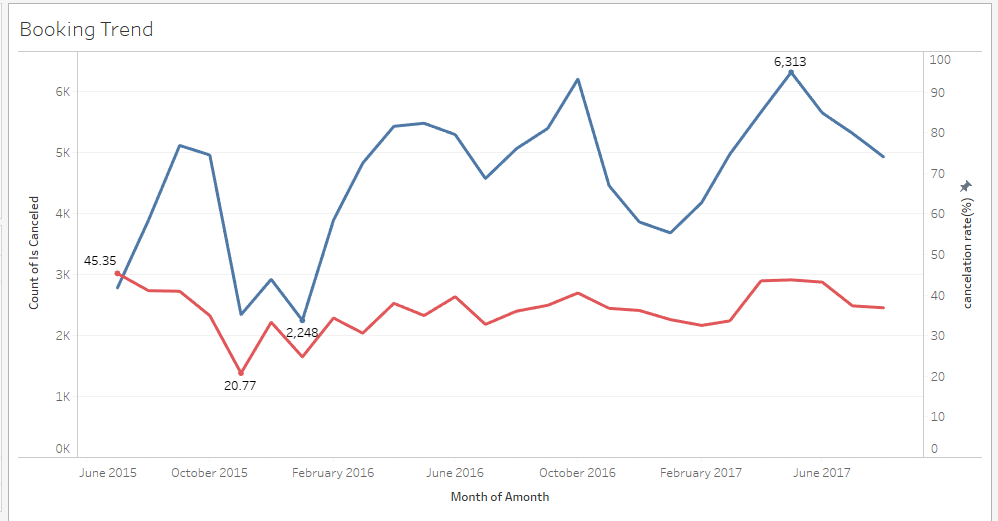 Booking Trend
6,313
45.35
2,248
20.77
Count of Is Canceled
6K
5K
4K
3K
2K
1K
0K
100
90
80
70
60
50
40
30
20
10
0
cancelation rate(%)
June 2015
October 2015
February 2016
June 2016
October 2016
February 2017
June 2017
Month of Amonth